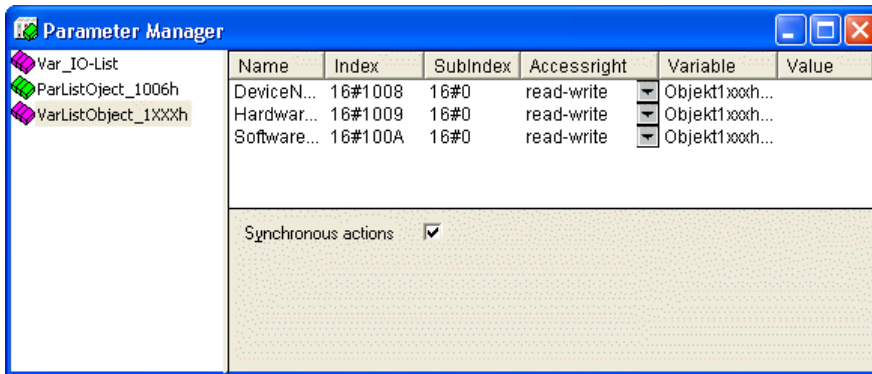 Parameter Manager
Var_IO-List
ParListOject_1006h
VarListObject_1XXXh
Name Index SubIndex Accessright Variable Value
DeviceN... 16#1008 16#0 read-write Objekt1xxxh...
Hardwar... 16#1009 16#0 read-write Objekt1xxxh...
Software... 16#100A 16#0 read-write Objekt1xxxh...
Synchronous actions